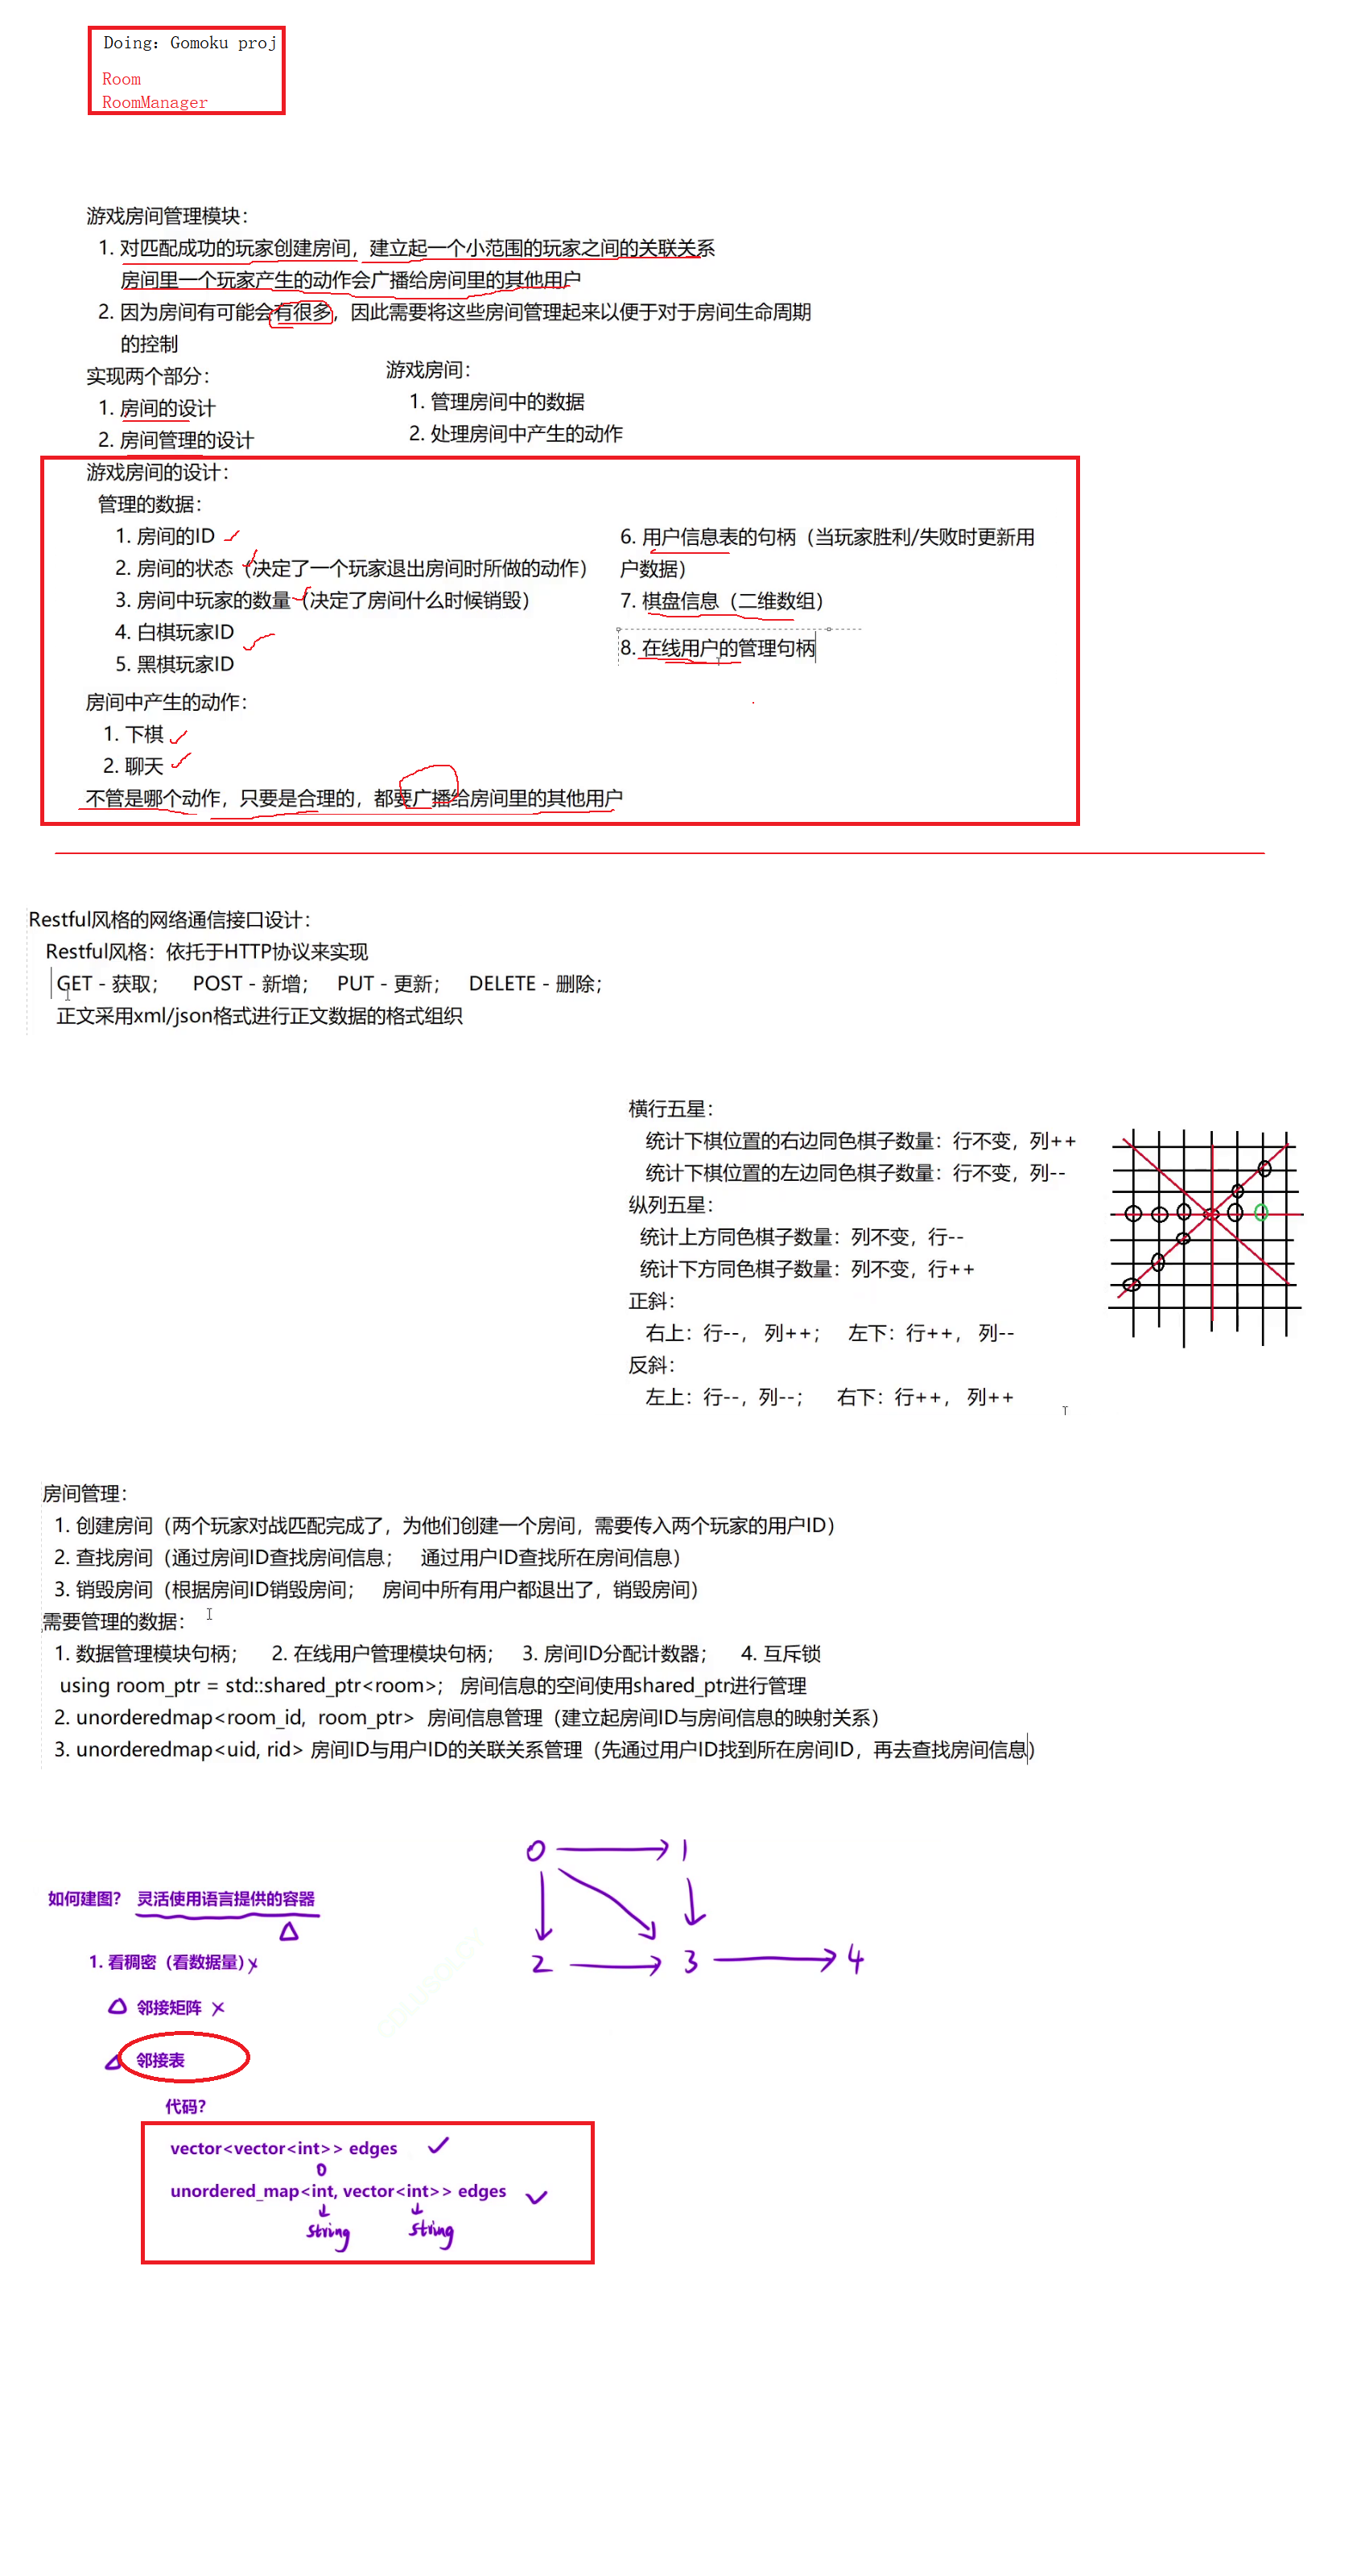 Doing: Gomoku proj
Room
RoomManager
游戏房间管理模块：
1. 对匹配成功的玩家创建房间，建立起一个小范围的玩家之间的关联关系
房间里一个玩家产生的动作会广播给房间里的其他用户
2. 因为房间有可能会有很多，因此需要将这些房间管理起来以便于对于房间生命周期
的控制
实现两个部分：
1. 房间的设计
2. 房间管理的设计
游戏房间：
1. 管理房间中的数据
2. 处理房间中产生的动作
游戏房间的设计：
管理的数据：
1. 房间的ID
2. 房间的状态（决定了一个玩家退出房间时所做的动作）
3. 房间中玩家的数量（决定了房间什么时候销毁）
4. 白棋玩家ID
5. 黑棋玩家ID
6. 用户信息表的句柄（当玩家胜利/失败时更新用
户数据）
7. 棋盘信息（二维数组）
8. 在线用户的管理句柄
房间中产生的动作：
1. 下棋
2. 聊天
不管是哪个动作，只要是合理的，都要广播给房间里的其他用户
Restful风格的网络通信接口设计：
Restful风格：依托于HTTP协议来实现
GET - 获取； POST - 新增； PUT - 更新； DELETE - 删除；
正文采用xml/json格式进行正文数据的格式组织
横行五星：
统计下棋位置的右边同色棋子数量：行不变，列++
统计下棋位置的左边同色棋子数量：行不变，列--
纵列五星：
统计上方同色棋子数量：列不变，行--
统计下方同色棋子数量：列不变，行++
正斜：
右上：行--， 列++； 左下：行++， 列--
反斜：
左上：行--，列--； 右下：行++， 列++
房间管理：
1. 创建房间（两个玩家对战匹配完成了，为他们创建一个房间，需要传入两个玩家的用户ID）
2. 查找房间（通过房间ID查找房间信息； 通过用户ID查找所在房间信息）
3. 销毁房间（根据房间ID销毁房间； 房间中所有用户都退出了，销毁房间）
需要管理的数据：
1. 数据管理模块句柄； 2. 在线用户管理模块句柄； 3. 房间ID分配计数器； 4. 互斥锁
using room_ptr = std::shared_ptr<room>; 房间信息的空间使用shared_ptr进行管理
2. unorderedmap<room_id, room_ptr> 房间信息管理（建立起房间ID与房间信息的映射关系）
3. unorderedmap<uid, rid> 房间ID与用户ID的关联关系管理（先通过用户ID找到所在房间ID，再去查找房间信息）
0 1
2 3 4
如何建图？ 灵活使用语言提供的容器
1. 看稠密（看数据量）
邻接矩阵
邻接表
代码？
vector<vector<int>> edges
0
unordered_map<int, vector<int>> edges
string string